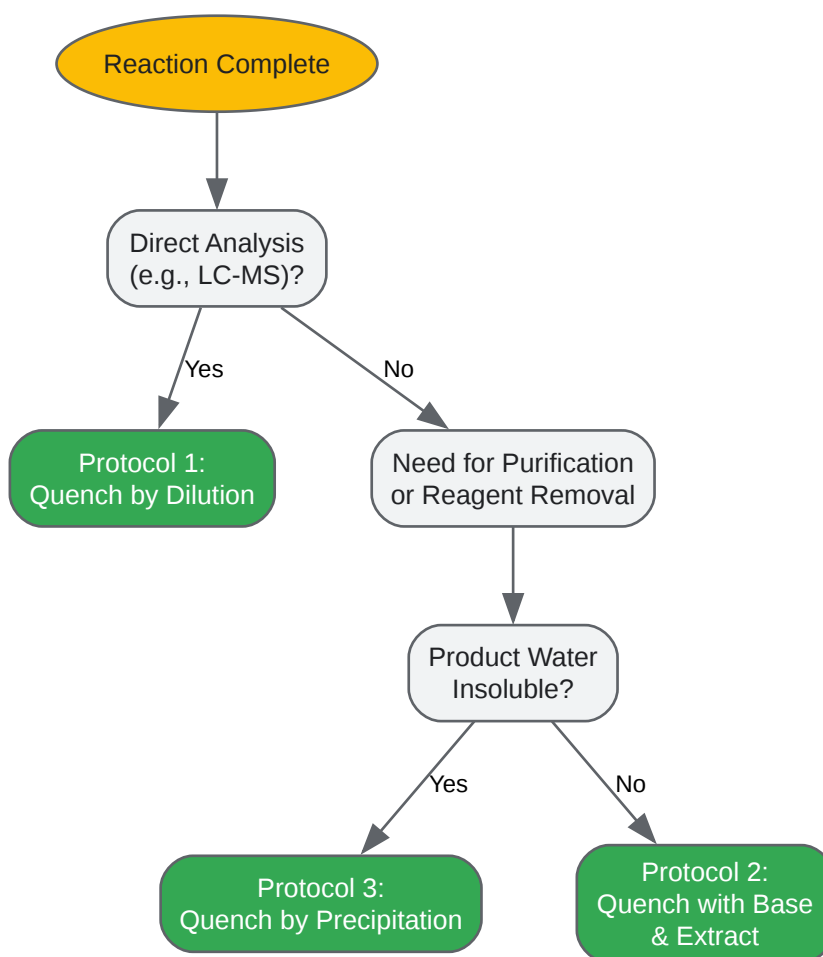 Reaction Complete
Direct Analysis
(e.g., LC-MS)?
Yes
No
Protocol 1:
Quench by Dilution
Need for Purification
or Reagent Removal
Product Water
Insoluble?
Yes
No
Protocol 3:
Quench by Precipitation
Protocol 2:
Quench with Base
& Extract